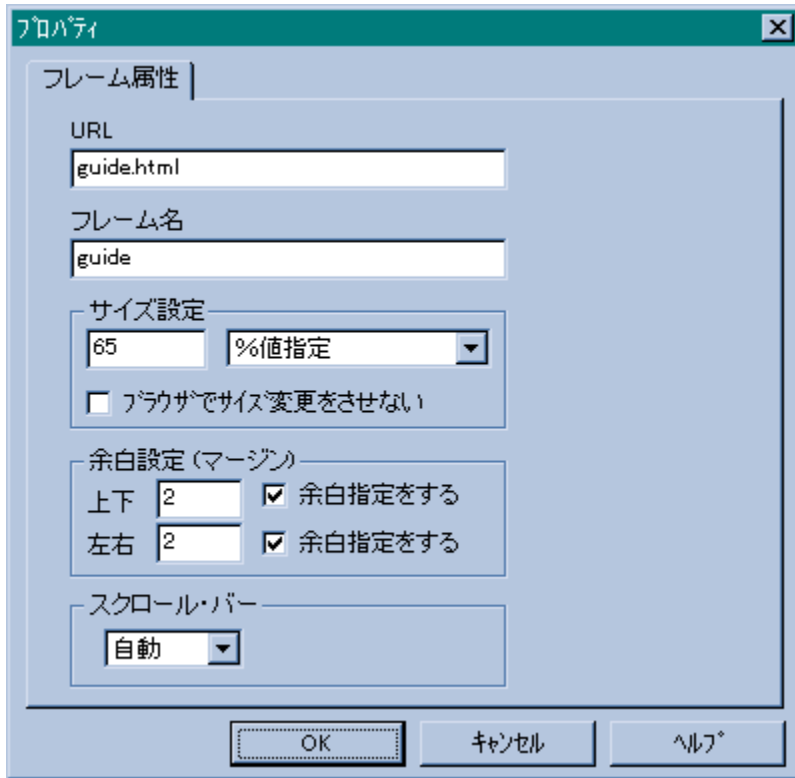 ﾌﾟﾛﾊﾟﾃｨ
フレーム属性
URL
guide.html
フレーム名
guide
サイズ設定
65 %値指定
ﾌﾞﾗｳｻﾞでｻｲｽﾞ変更をさせない
余白設定（マージン）
上下 2 余白指定をする
左右 2 余白指定をする
スクロール・バー
自動
OK ｷｬﾝｾﾙ ﾍﾙﾌﾟ